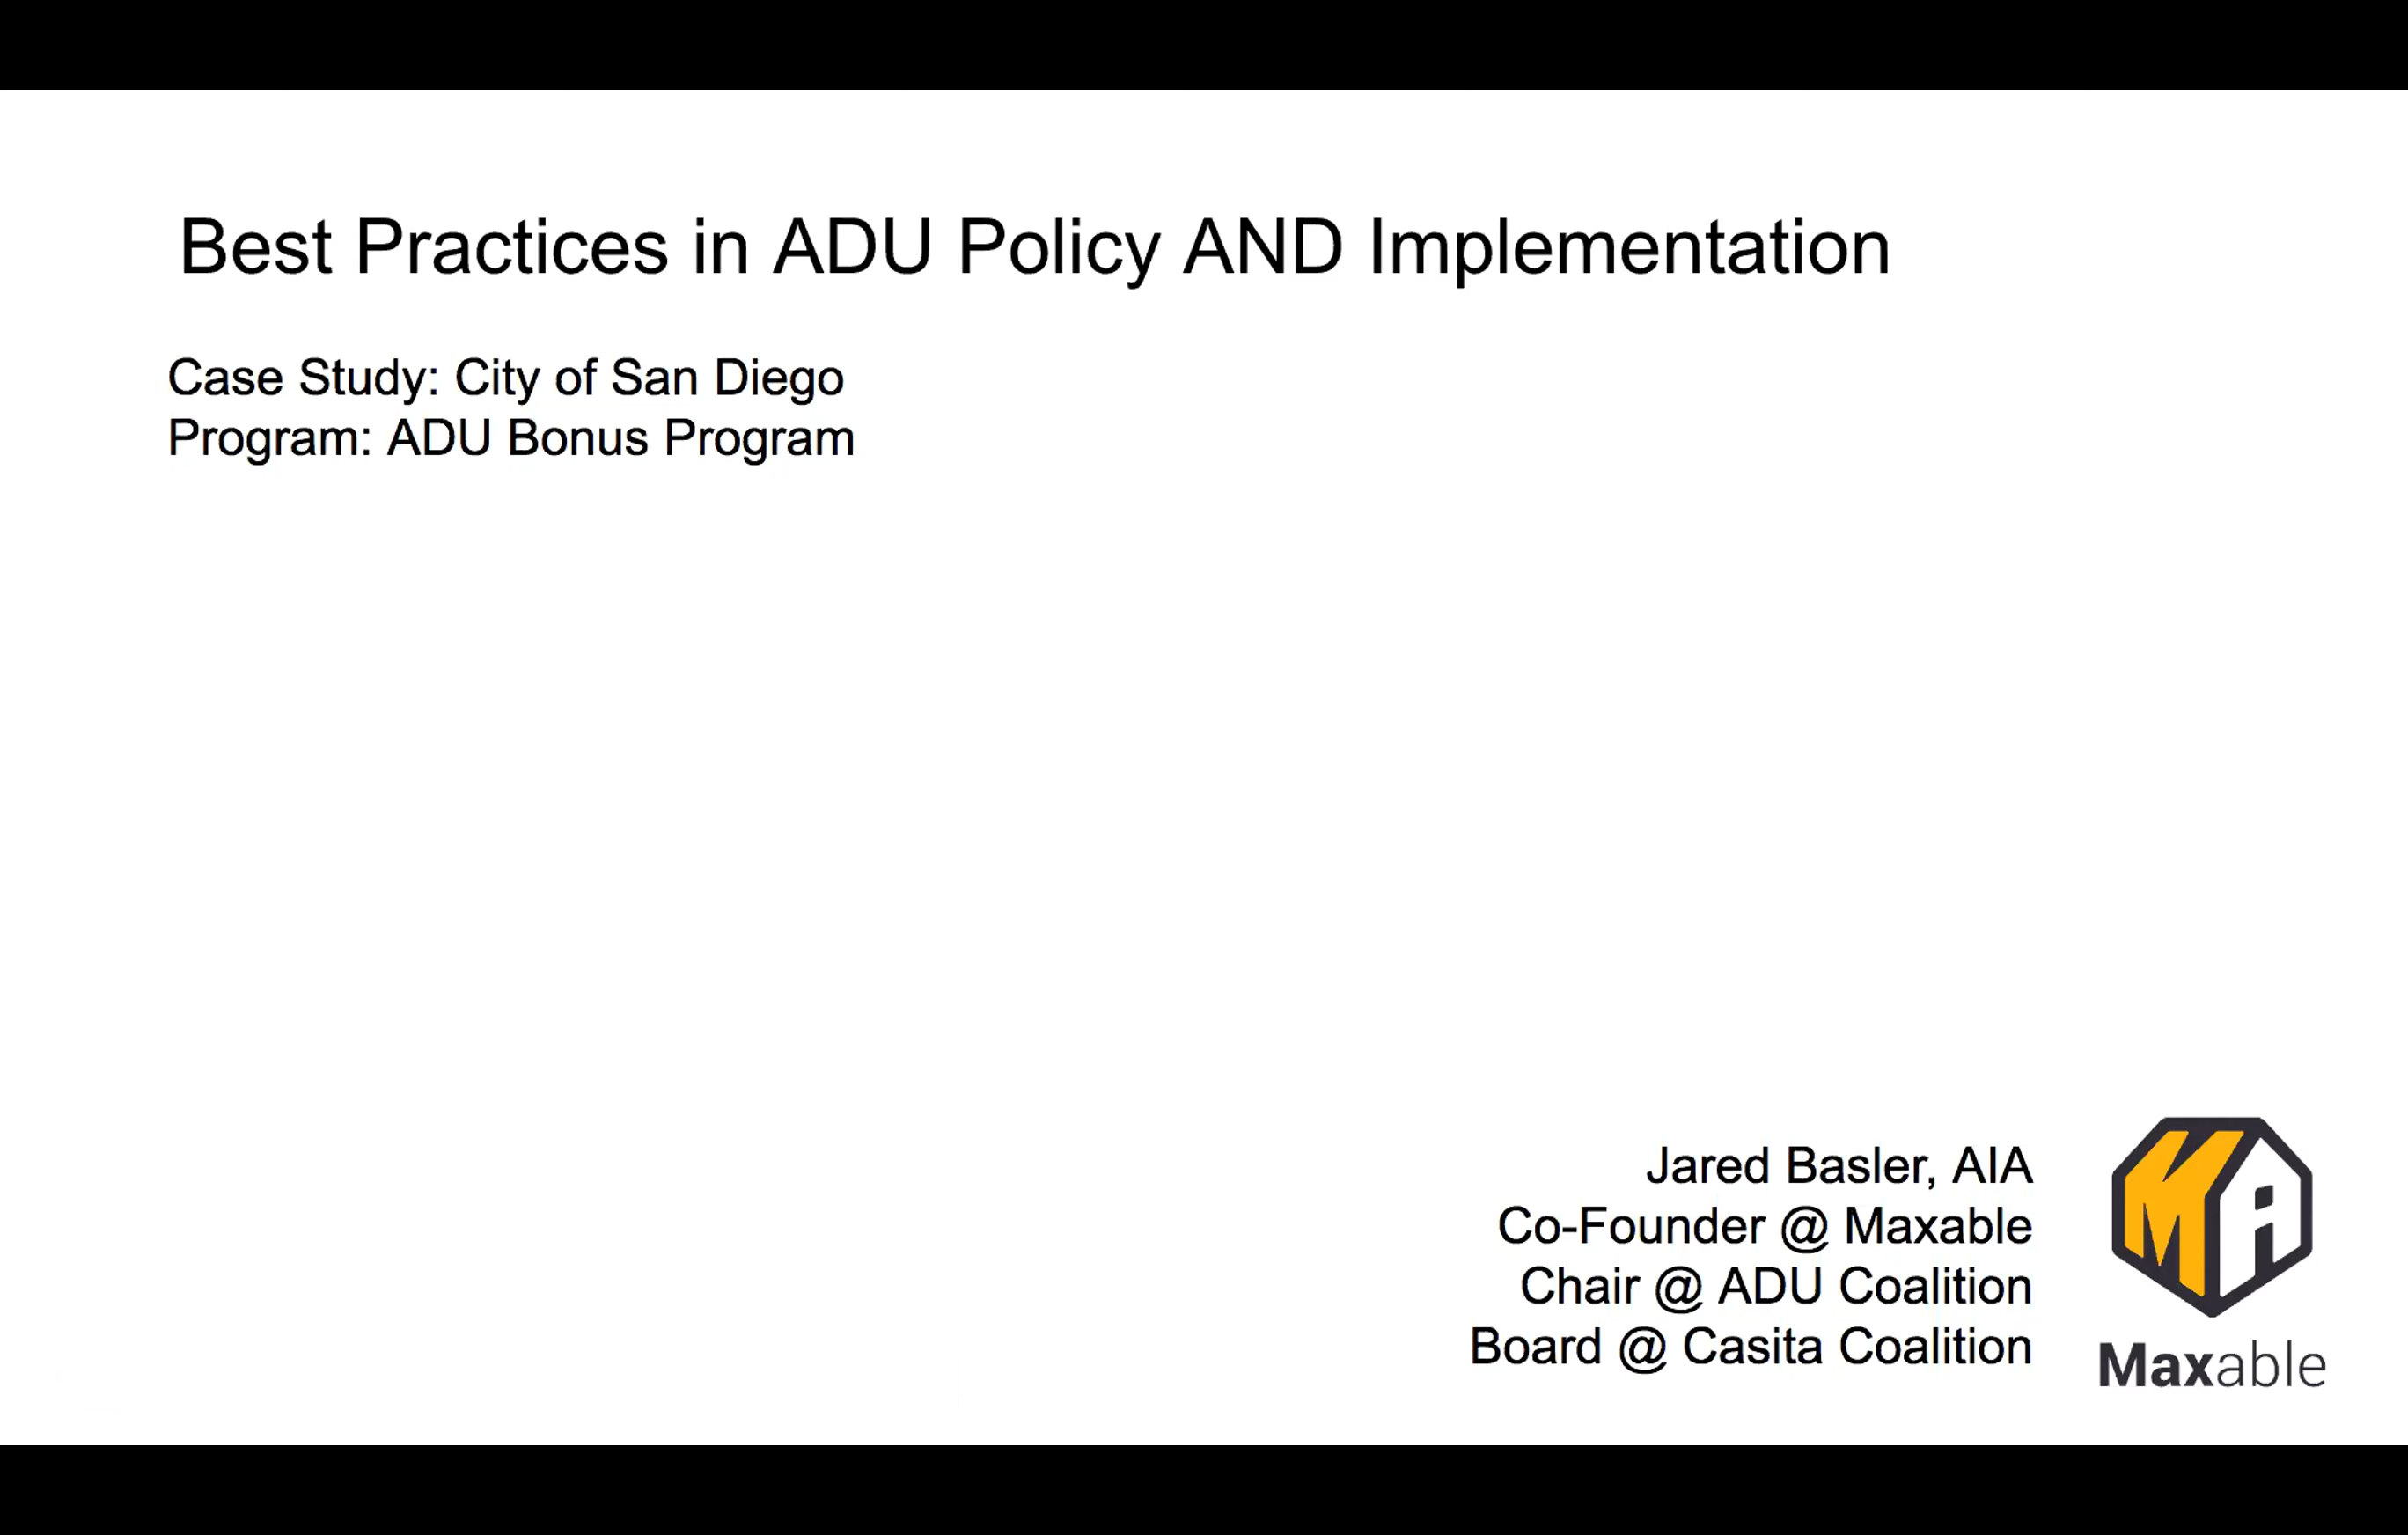 Best Practices in ADU Policy AND Implementation
Case Study: City of San Diego
Program: ADU Bonus Program
Jared Basler, AIA
Co-Founder @ Maxable
Chair @ ADU Coalition
Board @ Casita Coalition
MA
Maxable